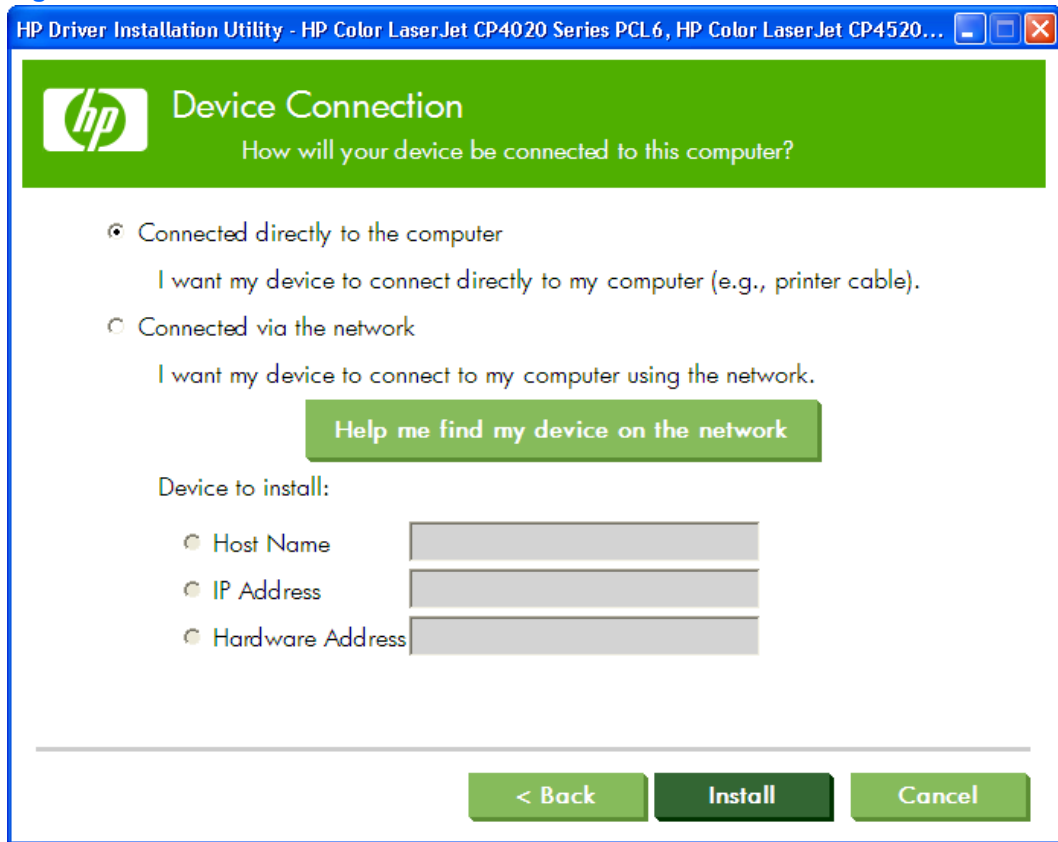 HP Driver Installation Utility - HP Color LaserJet CP4020 Series PCL6, HP Color LaserJet CP4520...
hp
Device Connection
How will your device be connected to this computer?
Connected directly to the computer
I want my device to connect directly to my computer (e.g., printer cable).
Connected via the network
I want my device to connect to my computer using the network.
Help me find my device on the network
Device to install:
Host Name
IP Address
Hardware Address
< Back Install Cancel